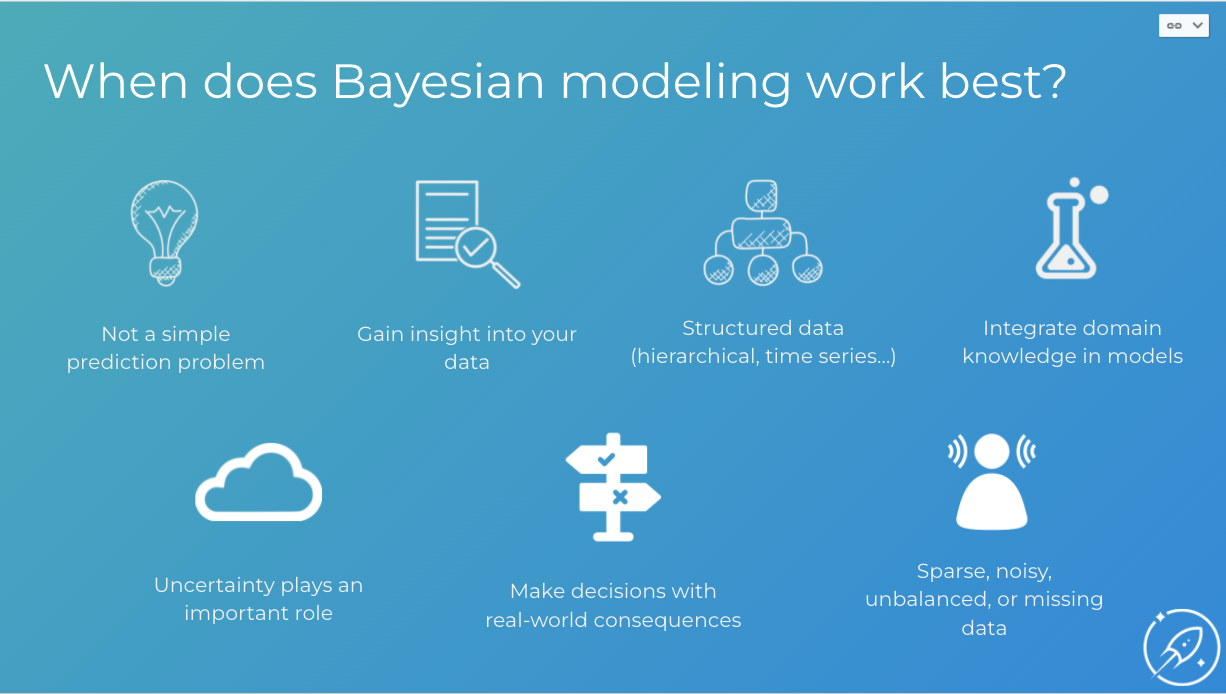 When does Bayesian modeling work best?
Not a simple
prediction problem
Gain insight into your
data
Structured data
(hierarchical, time series...)
Integrate domain
knowledge in models
Uncertainty plays an
important role
Make decisions with
real-world consequences
Sparse, noisy,
unbalanced, or missing
data